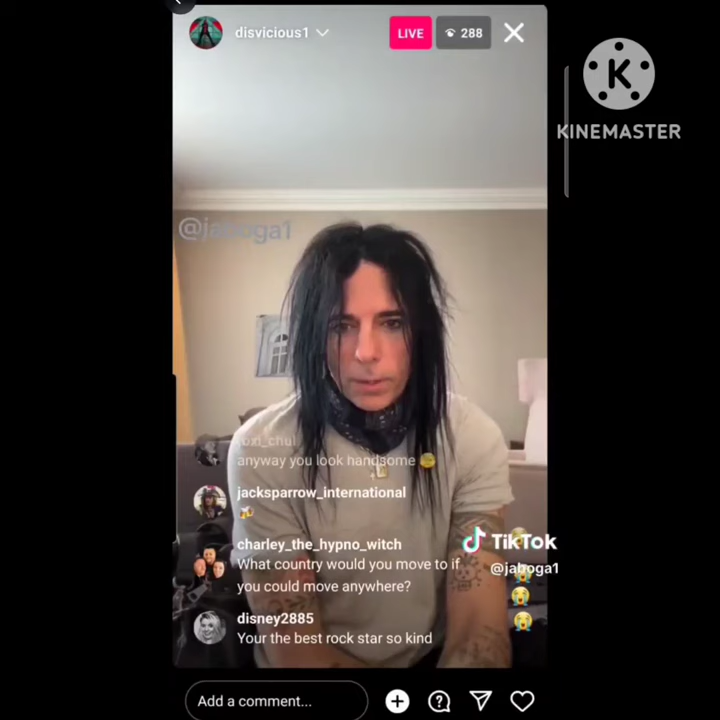 disvicious1
LIVE
288
K
KINEMASTER
@jaboga1
anyway you look handsome
jacksparrow_international
charley_the_hypno_witch
What country would you move to if
you could move anywhere?
TikTok
@jaboga1
disney2885
Your the best rock star so kind
Add a comment...